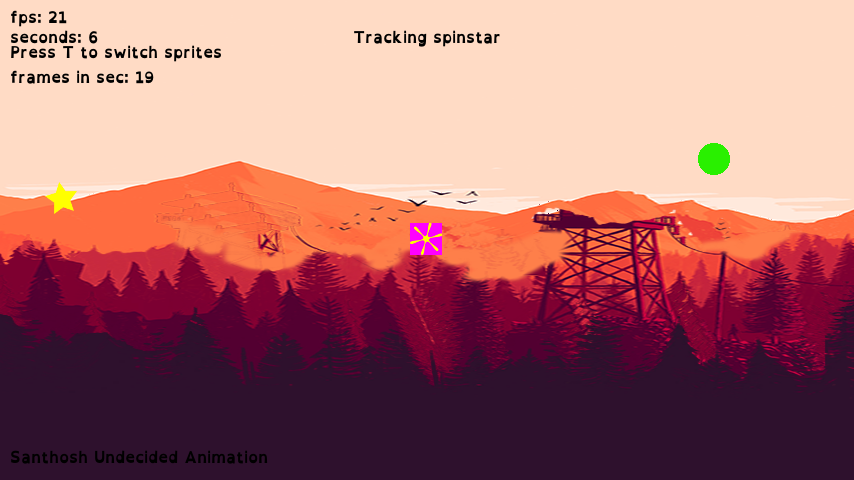 fps: 21
seconds: 6
Tracking spinstar
Press T to switch sprites
frames in sec: 19
Santhosh Undecided Animation